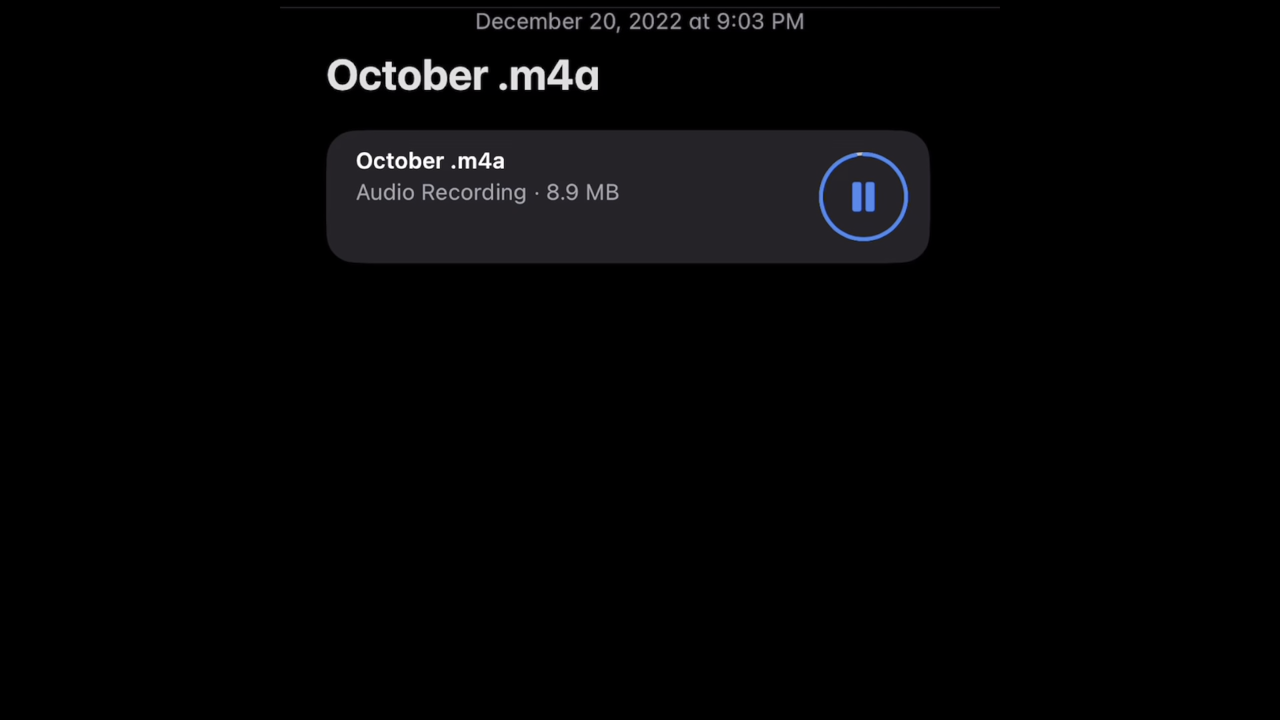 December 20, 2022 at 9:03 PM
October .m4a
October .m4a
Audio Recording · 8.9 MB